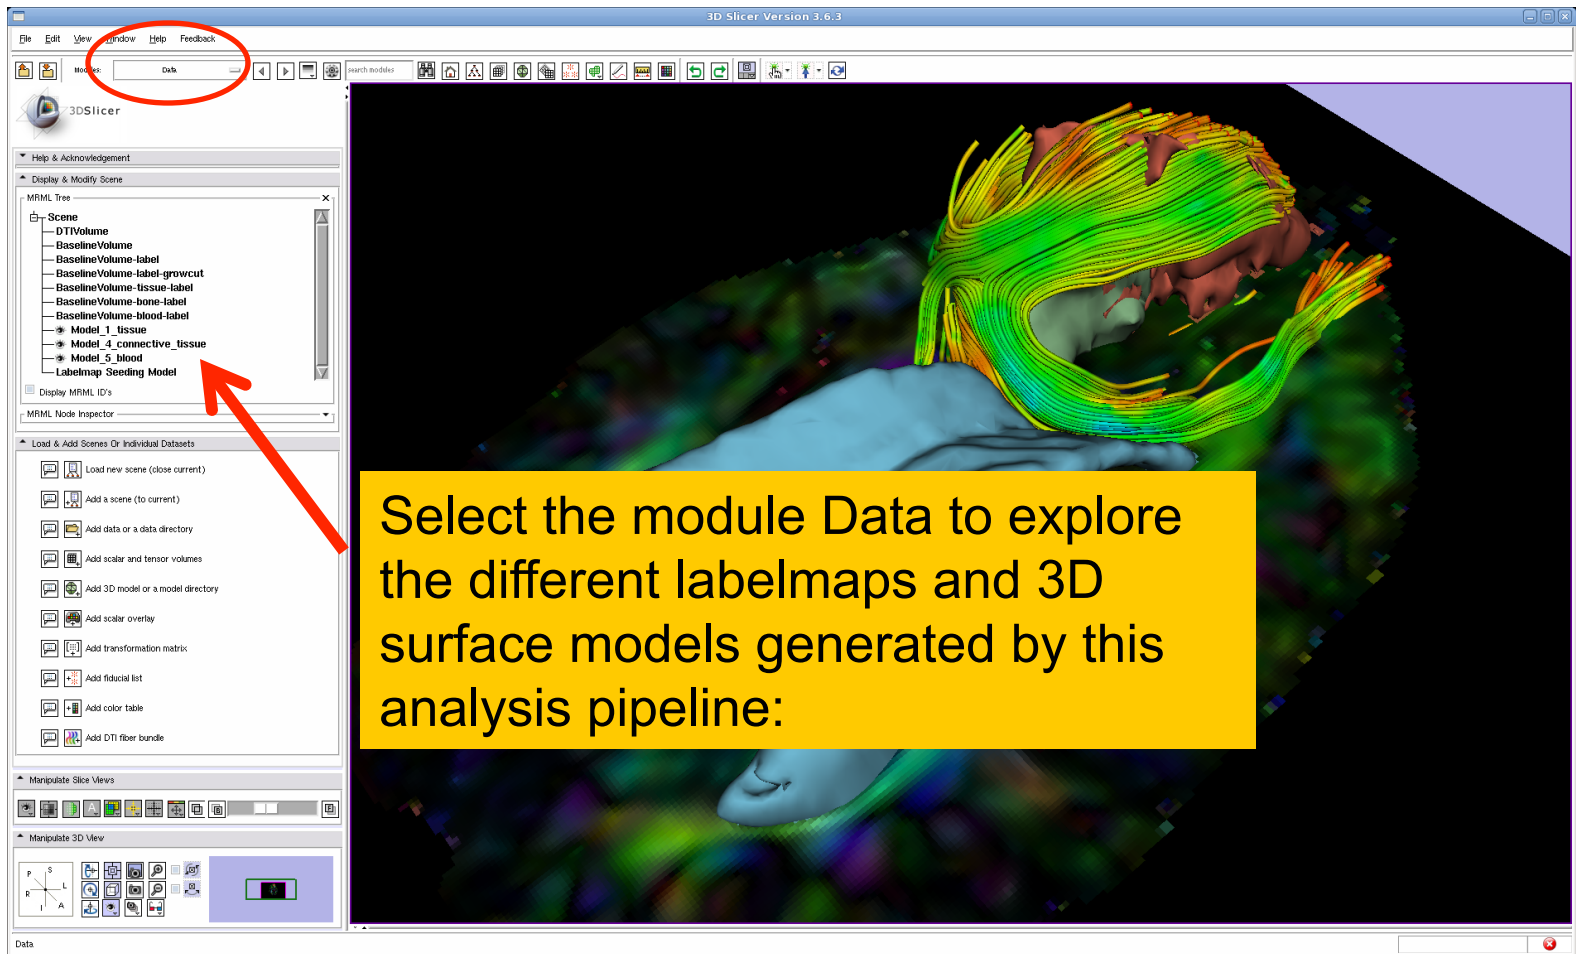 3D Slicer Version 3.6.3
File Edit View Window Help Feedback
Modules: Data search modules
3DSlicer
Help & Acknowledgement
Display & Modify Scene
MRML Tree
Scene
DTIVolume
BaselineVolume
BaselineVolume-label
BaselineVolume-label-growcut
BaselineVolume-tissue-label
BaselineVolume-bone-label
BaselineVolume-blood-label
Model_1_tissue
Model_4_connective_tissue
Model_5_blood
Labelmap Seeding Model
Display MRML ID's
MRML Node Inspector
Load & Add Scenes Or Individual Datasets
Load new scene (close current)
Add a scene (to current)
Add data or a data directory
Add scalar and tensor volumes
Add 3D model or a model directory
Add scalar overlay
Add transformation matrix
Add fiducial list
Add color table
Add DTI fiber bundle
Select the module Data to explore
the different labelmaps and 3D
surface models generated by this
analysis pipeline:
Manipulate Slice Views
Manipulate 3D View
P S
R L
I A
Data